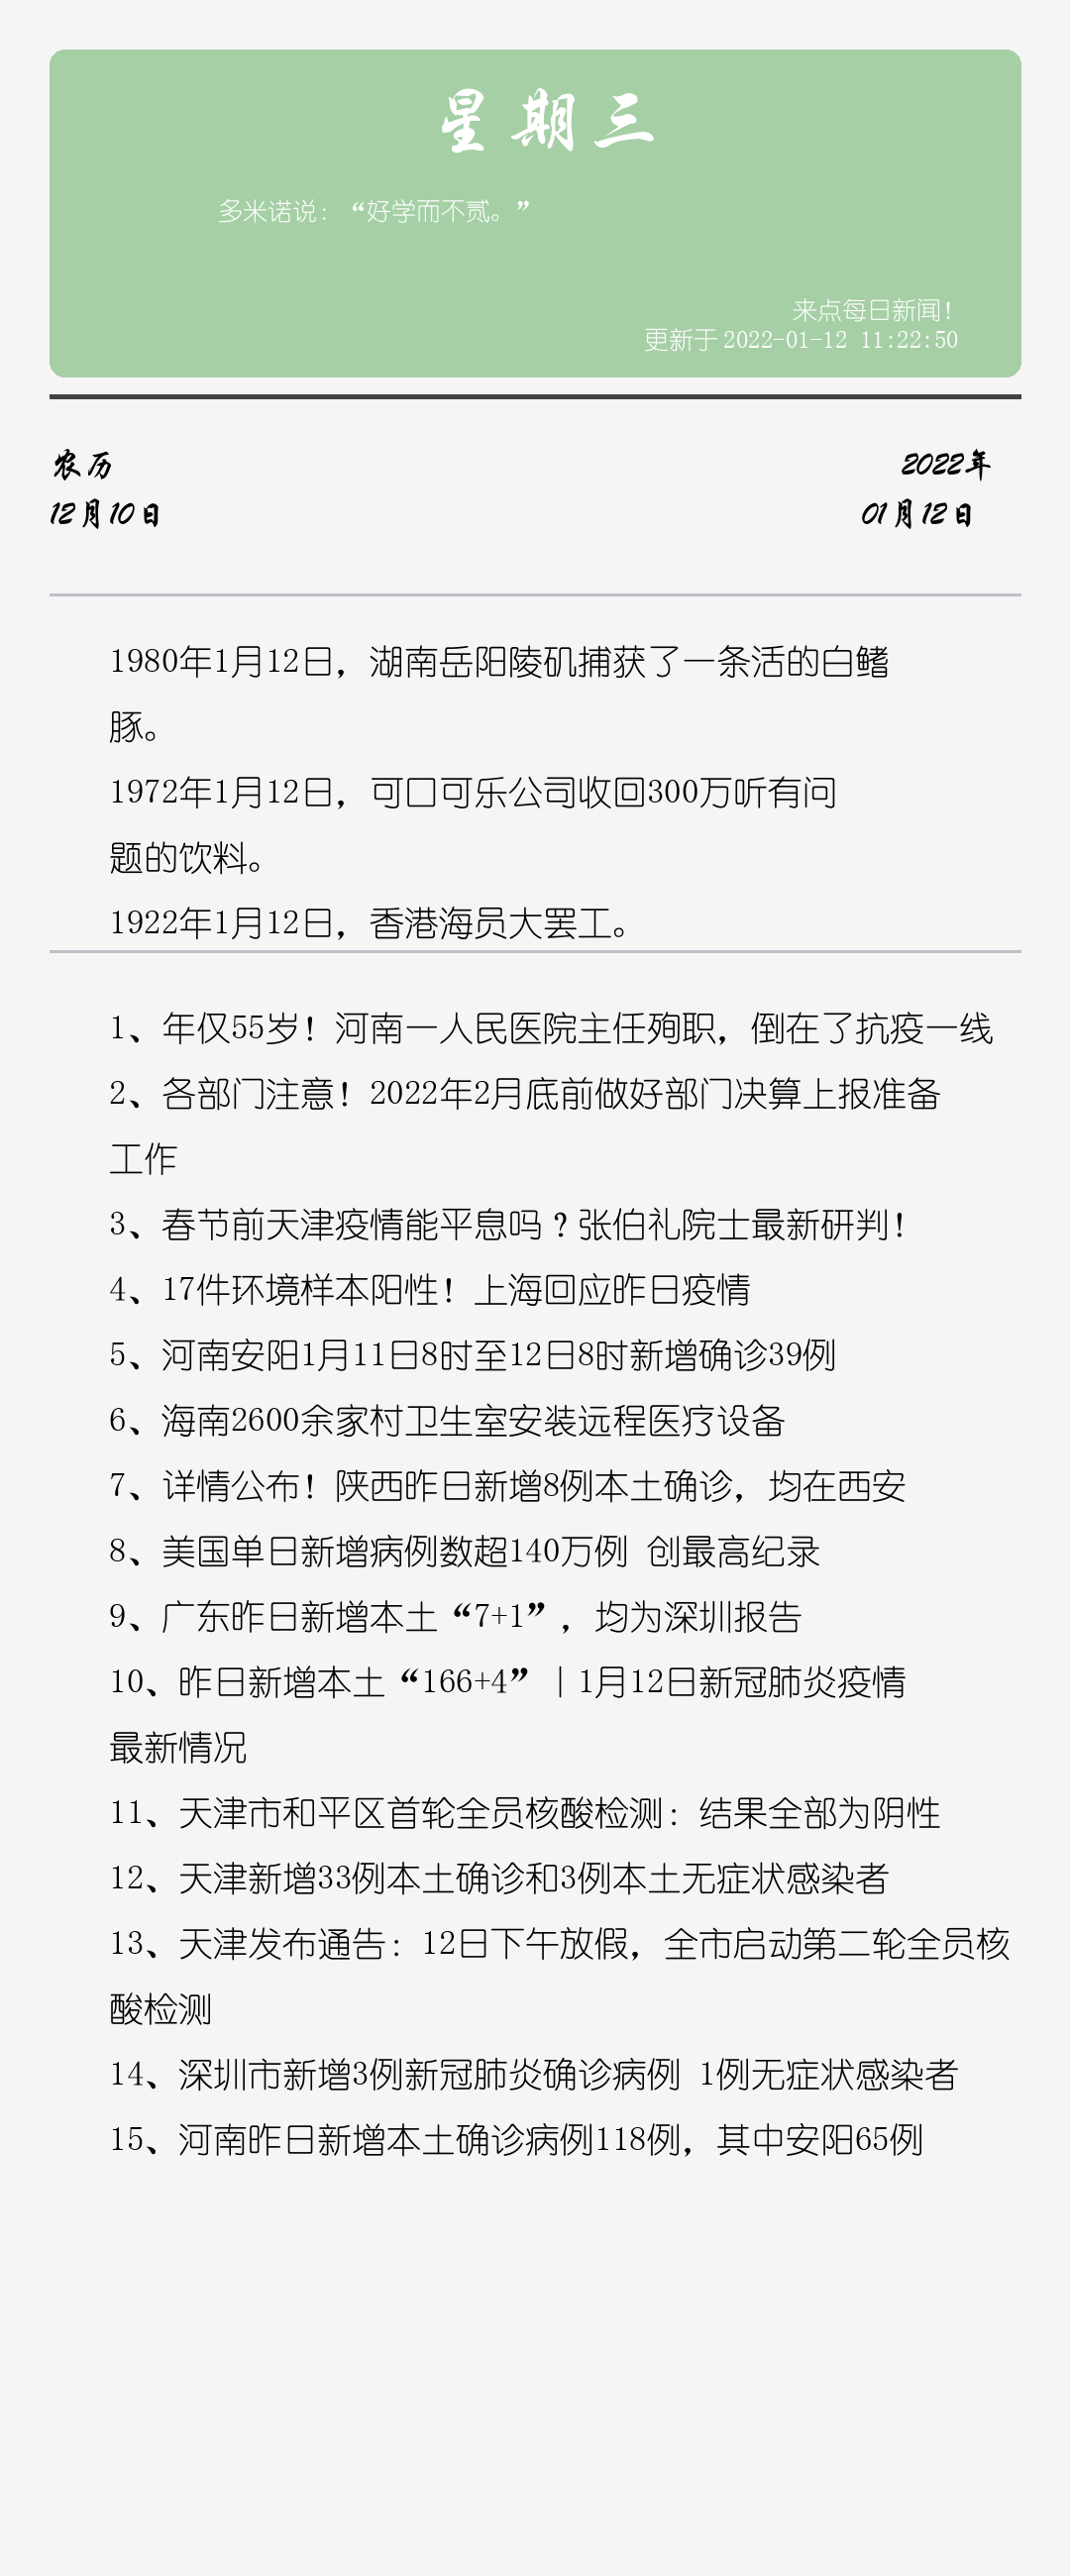 星期三
多米诺说：“好学而不贰。”
来点每日新闻！
更新于 2022-01-12 11:22:50
农历
2022年
12月10日
01月12日
1980年1月12日，湖南岳阳陵矶捕获了一条活的白鳍
豚。
1972年1月12日，可口可乐公司收回300万听有问
题的饮料。
1922年1月12日，香港海员大罢工。
1、年仅55岁！河南一人民医院主任殉职，倒在了抗疫一线
2、各部门注意！2022年2月底前做好部门决算上报准备
工作
3、春节前天津疫情能平息吗？张伯礼院士最新研判！
4、17件环境样本阳性！上海回应昨日疫情
5、河南安阳1月11日8时至12日8时新增确诊39例
6、海南2600余家村卫生室安装远程医疗设备
7、详情公布！陕西昨日新增8例本土确诊，均在西安
8、美国单日新增病例数超140万例 创最高纪录
9、广东昨日新增本土“7+1”，均为深圳报告
10、昨日新增本土“166+4”｜1月12日新冠肺炎疫情
最新情况
11、天津市和平区首轮全员核酸检测：结果全部为阴性
12、天津新增33例本土确诊和3例本土无症状感染者
13、天津发布通告：12日下午放假，全市启动第二轮全员核
酸检测
14、深圳市新增3例新冠肺炎确诊病例 1例无症状感染者
15、河南昨日新增本土确诊病例118例，其中安阳65例